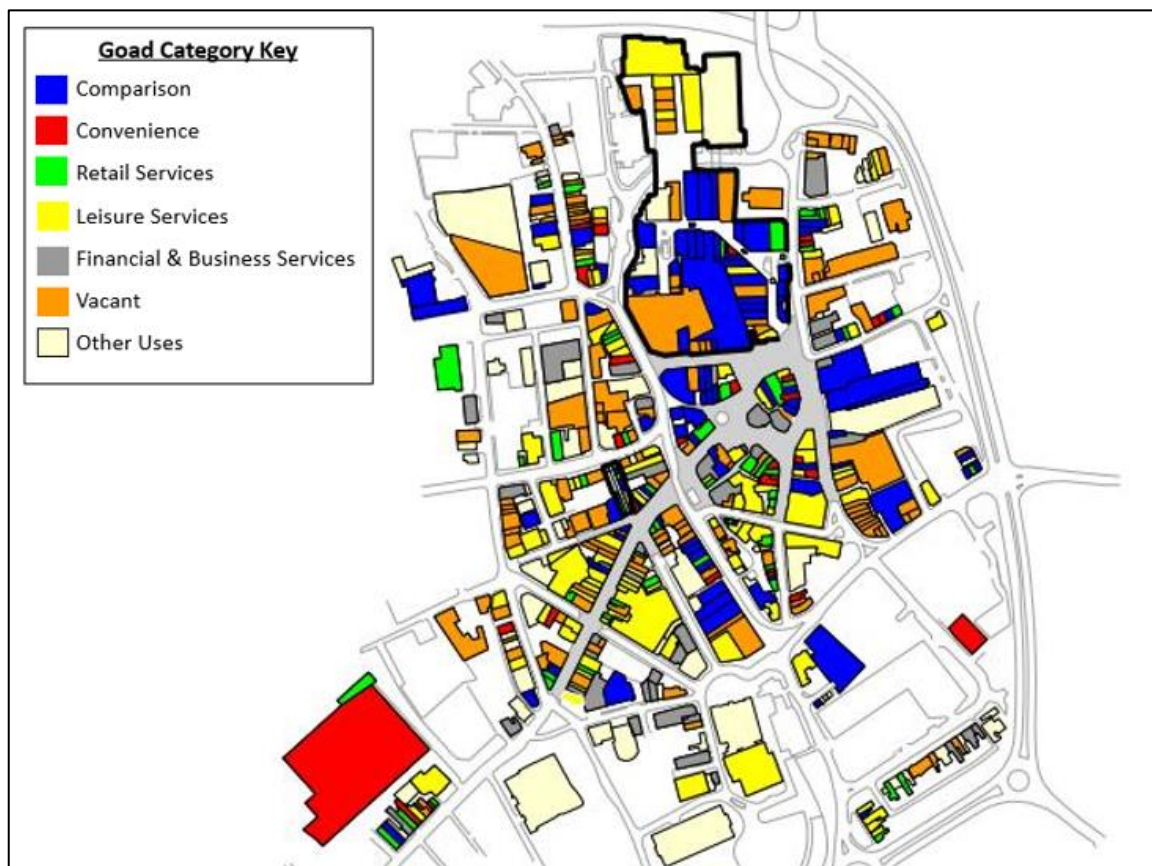 Goad Category Key
Comparison
Convenience
Retail Services
Leisure Services
Financial & Business Services
Vacant
Other Uses